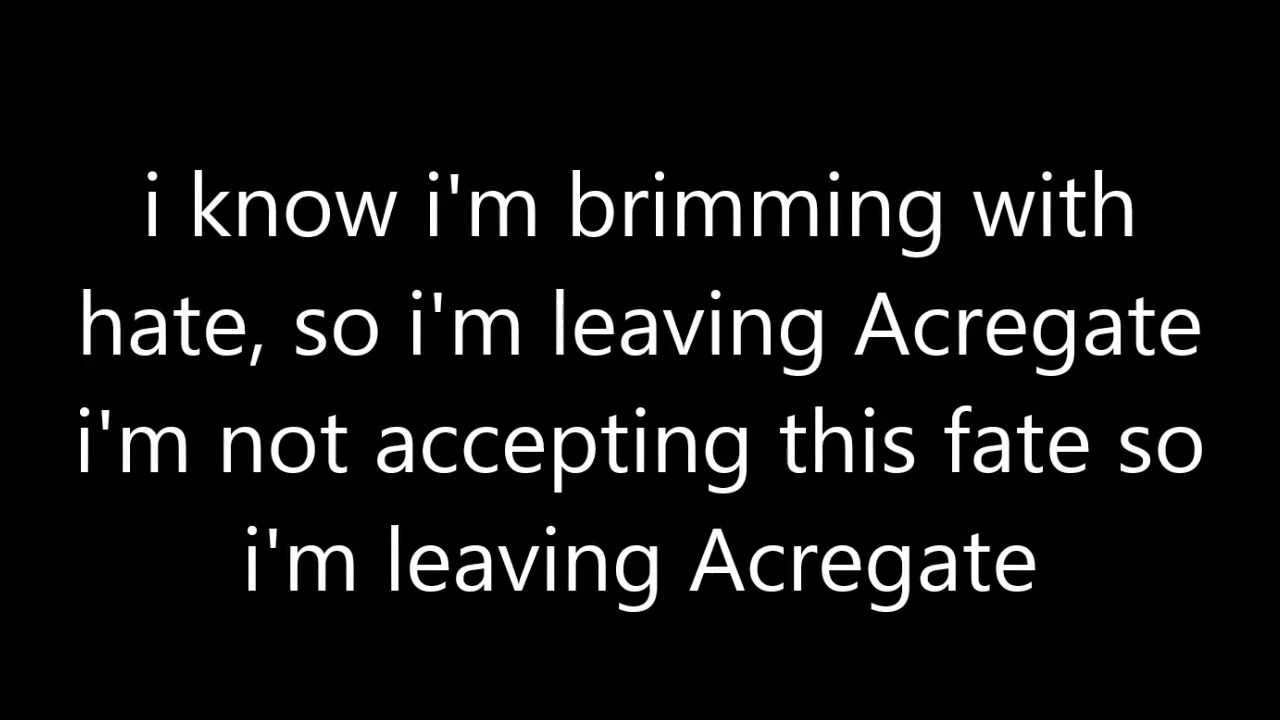 i know i'm brimming with
hate, so i'm leaving Acregate
i'm not accepting this fate so
i'm leaving Acregate